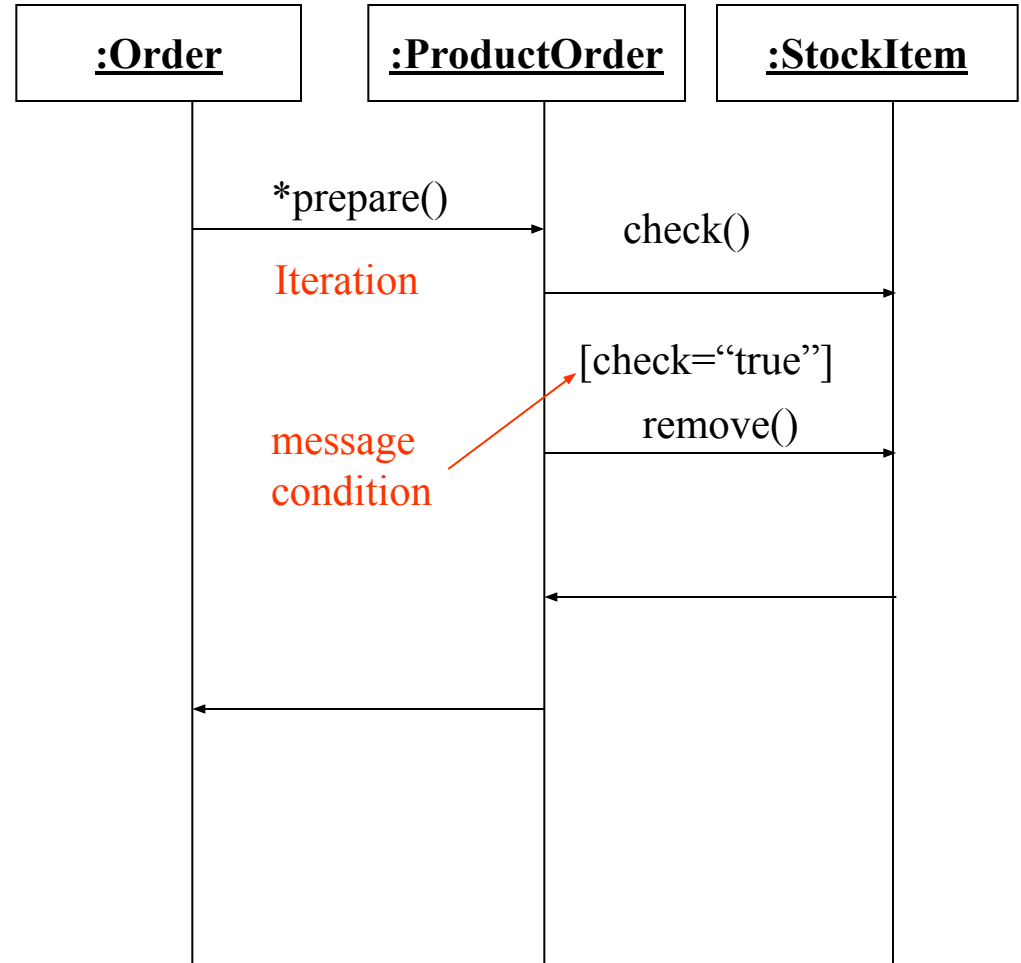 :Order
:ProductOrder
:StockItem
*prepare()
check()
Iteration
[check=“true”]
remove()
message
condition